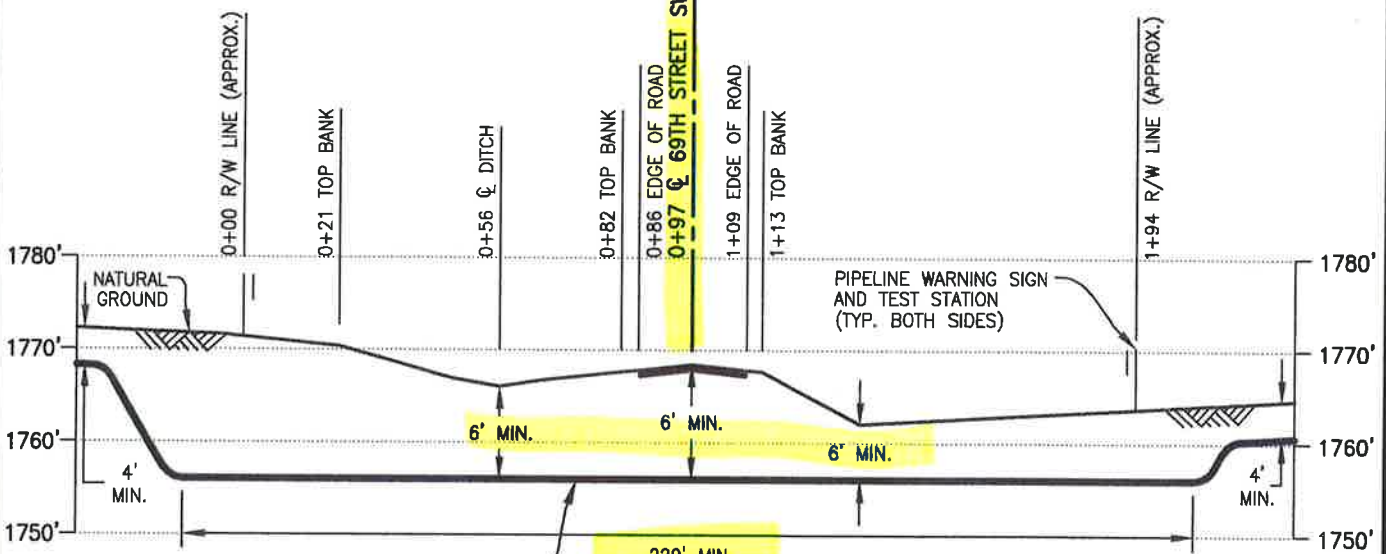 0+00 R/W LINE (APPROX.)
0+21 TOP BANK
0+56 ℄ DITCH
0+82 TOP BANK
0+86 EDGE OF ROAD
0+97 ℄ 69TH STREET
1+09 EDGE OF ROAD
1+13 TOP BANK
1+94 R/W LINE (APPROX.)
1780'
1780'
NATURAL
GROUND
PIPELINE WARNING SIGN
AND TEST STATION
(TYP. BOTH SIDES)
1770'
1770'
6' MIN.
6' MIN.
6' MIN.
1760'
1760'
4'
MIN.
4'
MIN.
1750'
1750'